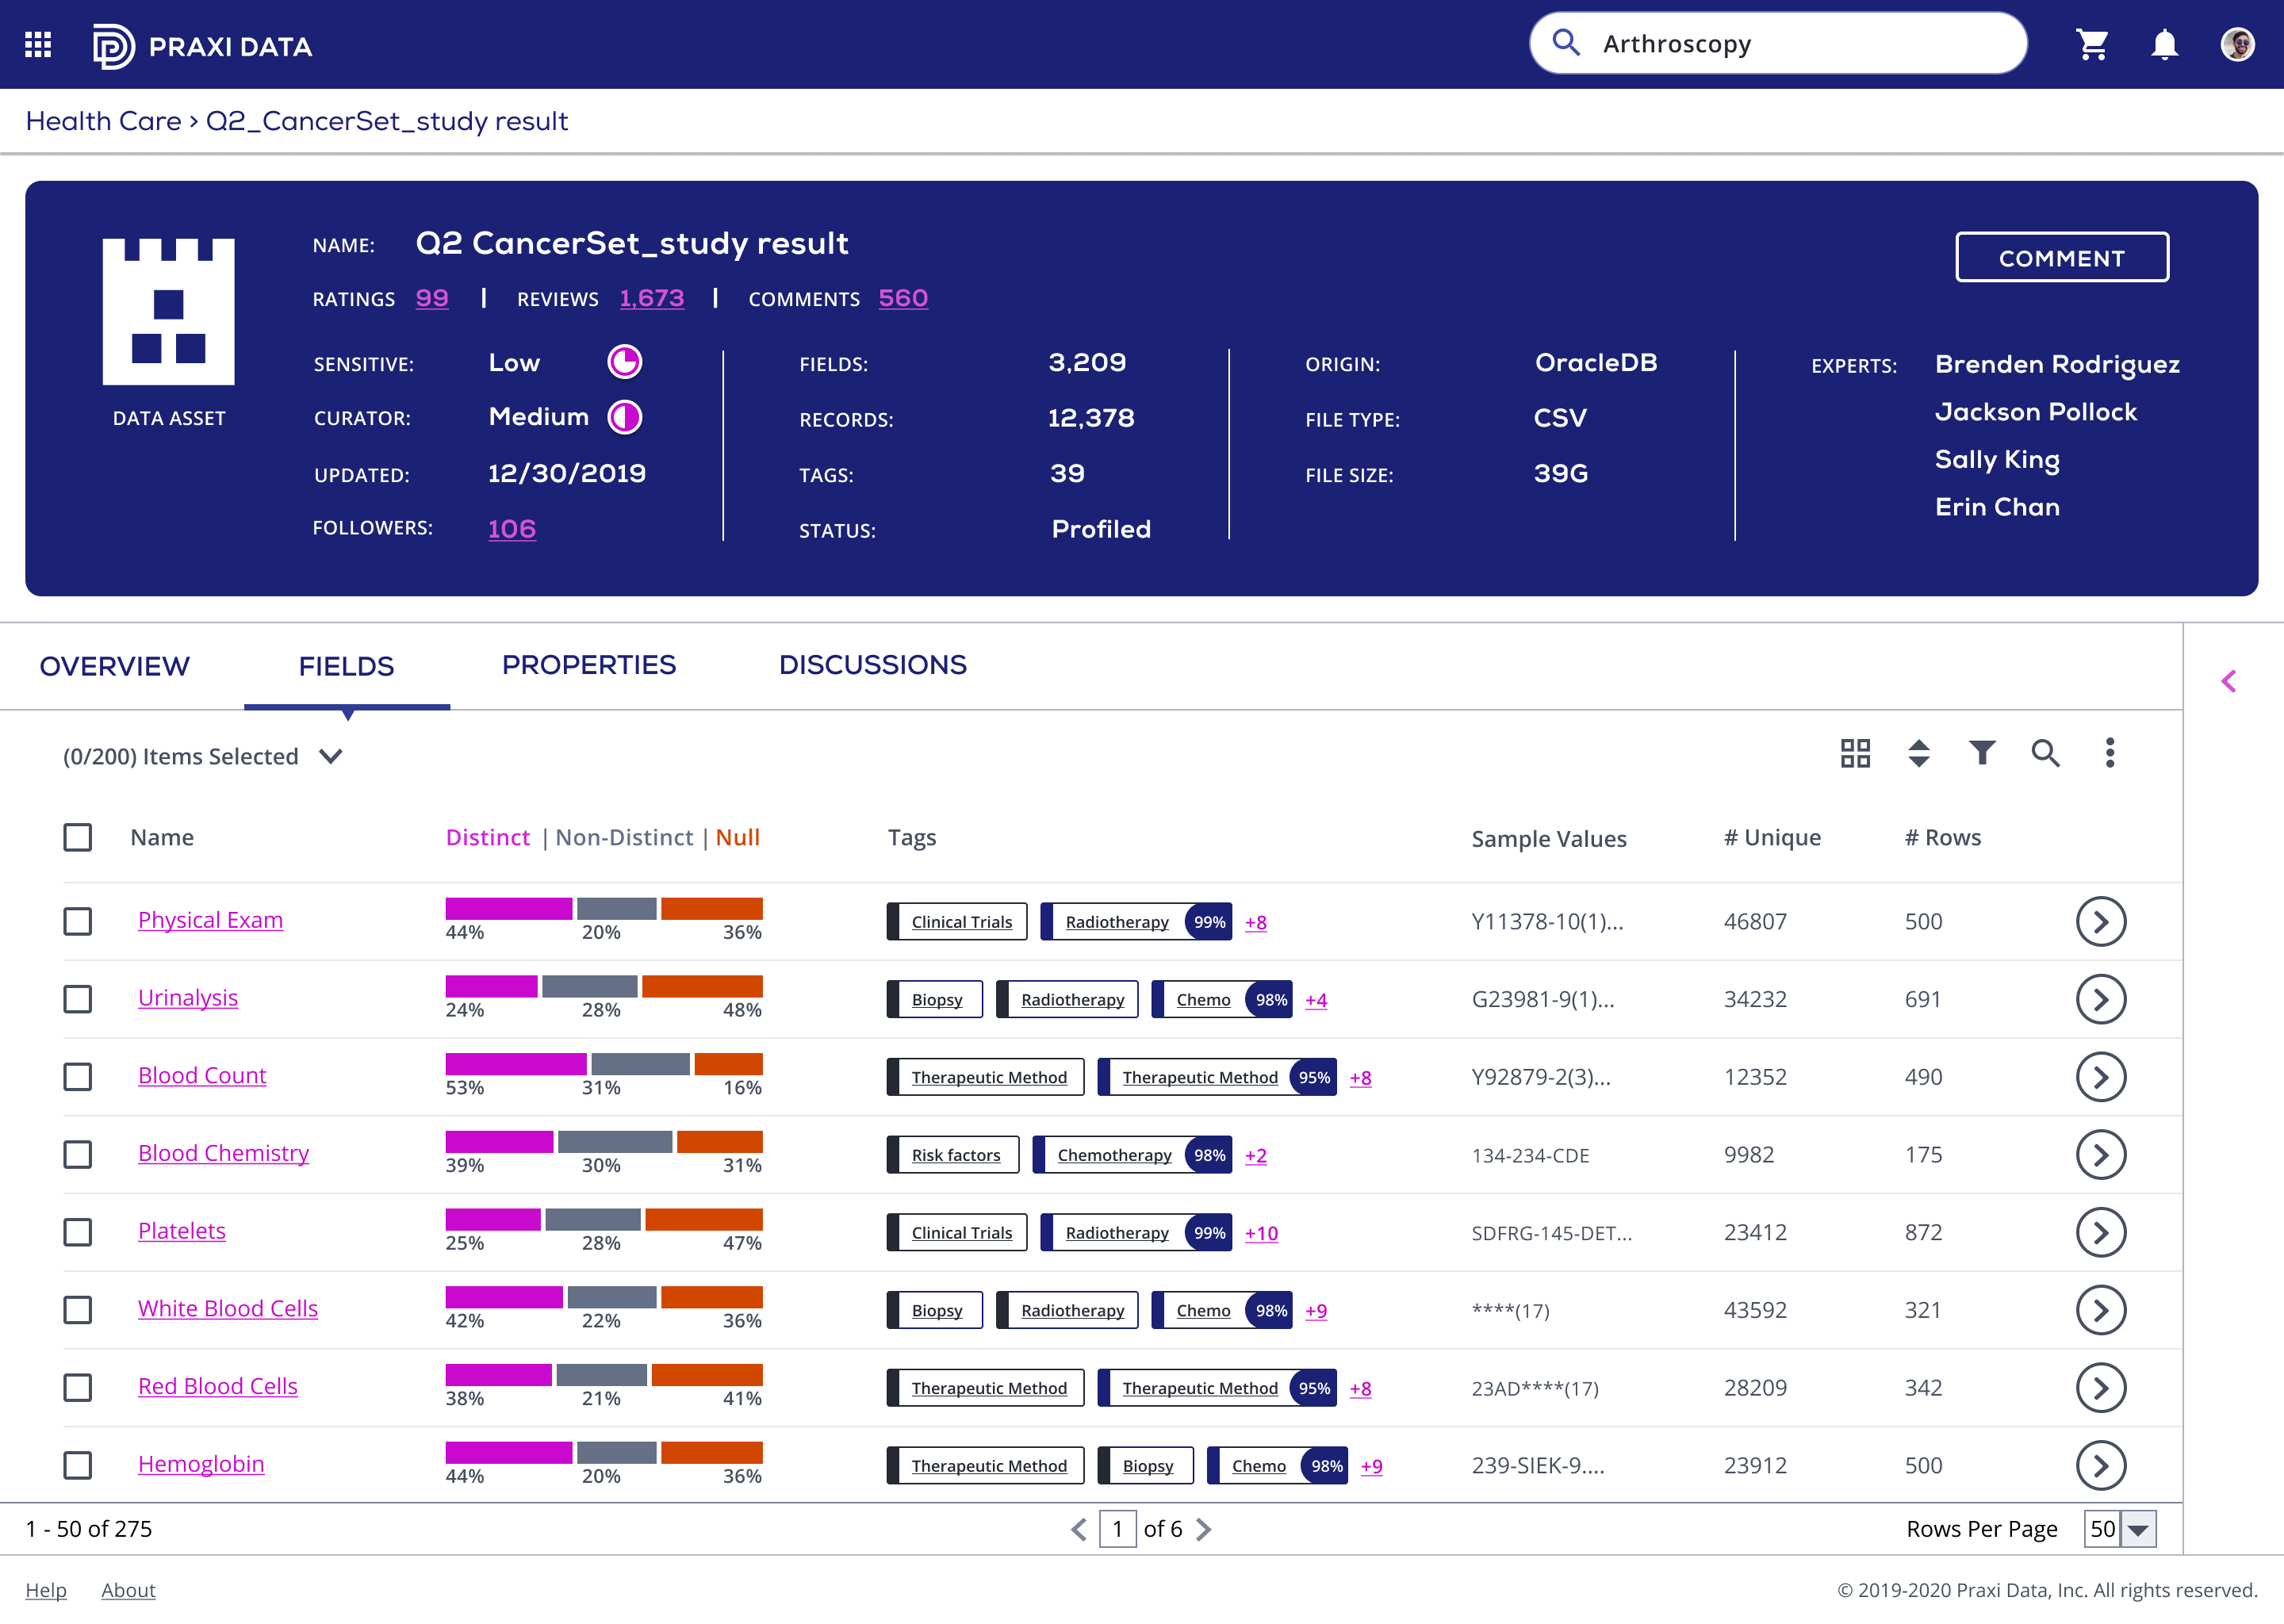 PRAXI DATA
Arthroscopy
Health Care > Q2_CancerSet_study result
NAME: Q2 CancerSet_study result
COMMENT
RATINGS 99 | REVIEWS 1,673 | COMMENTS 560
DATA ASSET
SENSITIVE: Low
CURATOR: Medium
UPDATED: 12/30/2019
FOLLOWERS: 106
FIELDS: 3,209
RECORDS: 12,378
TAGS: 39
STATUS: Profiled
ORIGIN: OracleDB
FILE TYPE: CSV
FILE SIZE: 39G
EXPERTS: Brenden Rodriguez
Jackson Pollock
Sally King
Erin Chan
OVERVIEW FIELDS PROPERTIES DISCUSSIONS
(0/200) Items Selected
Name Distinct | Non-Distinct | Null Tags Sample Values # Unique # Rows
Physical Exam 44% 20% 36% Clinical Trials Radiotherapy 99% +8 Y11378-10(1)... 46807 500
Urinalysis 24% 28% 48% Biopsy Radiotherapy Chemo 98% +4 G23981-9(1)... 34232 691
Blood Count 53% 31% 16% Therapeutic Method Therapeutic Method 95% +8 Y92879-2(3)... 12352 490
Blood Chemistry 39% 30% 31% Risk factors Chemotherapy 98% +2 134-234-CDE 9982 175
Platelets 25% 28% 47% Clinical Trials Radiotherapy 99% +10 SDFRG-145-DET... 23412 872
White Blood Cells 42% 22% 36% Biopsy Radiotherapy Chemo 98% +9 ****(17) 43592 321
Red Blood Cells 38% 21% 41% Therapeutic Method Therapeutic Method 95% +8 23AD****(17) 28209 342
Hemoglobin 44% 20% 36% Therapeutic Method Biopsy Chemo 98% +9 239-SIEK-9.... 23912 500
1 - 50 of 275 1 of 6 Rows Per Page 50
Help About © 2019-2020 Praxi Data, Inc. All rights reserved.